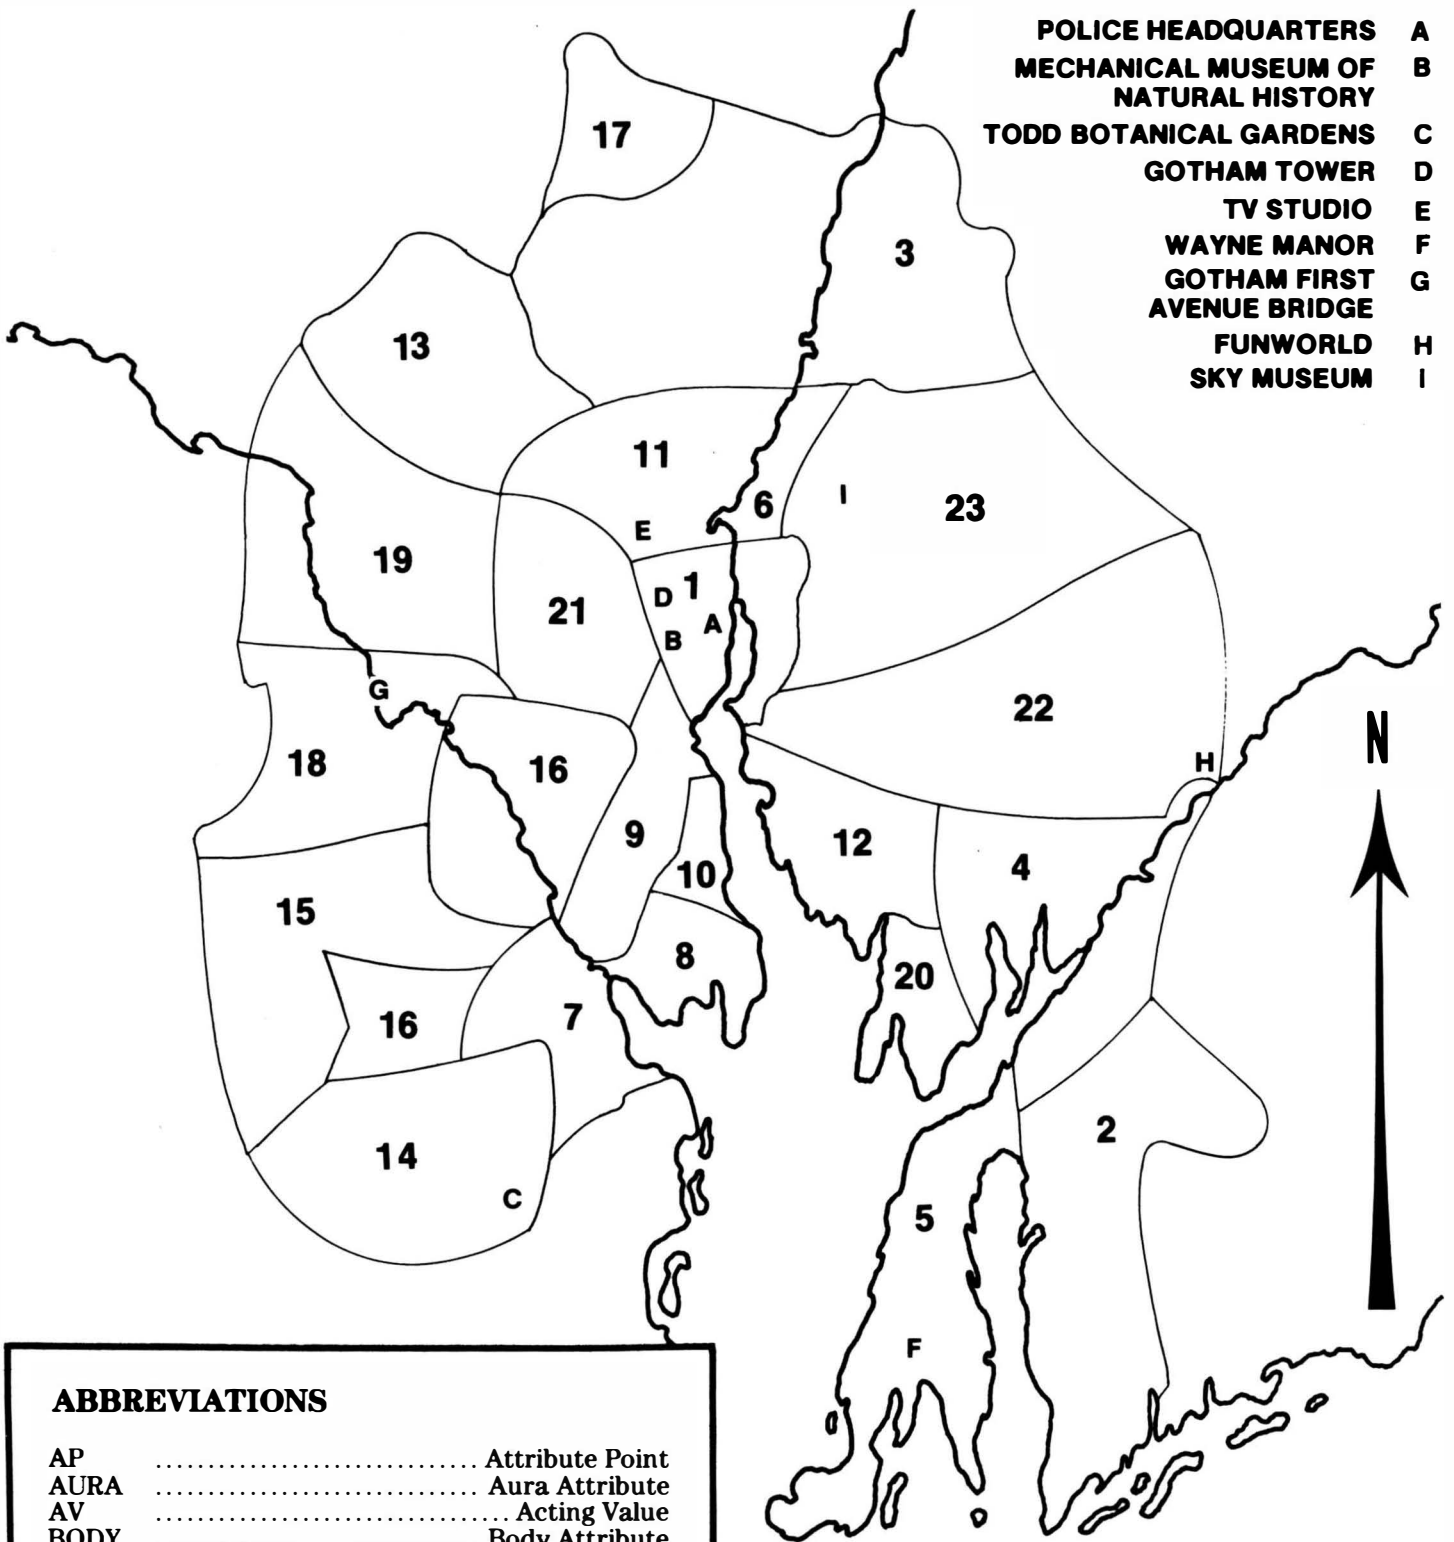 POLICE HEADQUARTERS A
MECHANICAL MUSEUM OF B
NATURAL HISTORY
TODD BOTANICAL GARDENS C
GOTHAM TOWER D
TV STUDIO E
WAYNE MANOR F
GOTHAM FIRST G
AVENUE BRIDGE
FUNWORLD H
SKY MUSEUM I
17
3
13
11
6
I
23
E
19
21
D
1
A
B
G
22
N
18
16
H
9
12
10
4
15
8
20
16
7
2
14
C
5
F
ABBREVIATIONS
AP ............................... Attribute Point
AURA ............................... Aura Attribute
AV .................................. Acting Value
BODY ............................... Body Attribute